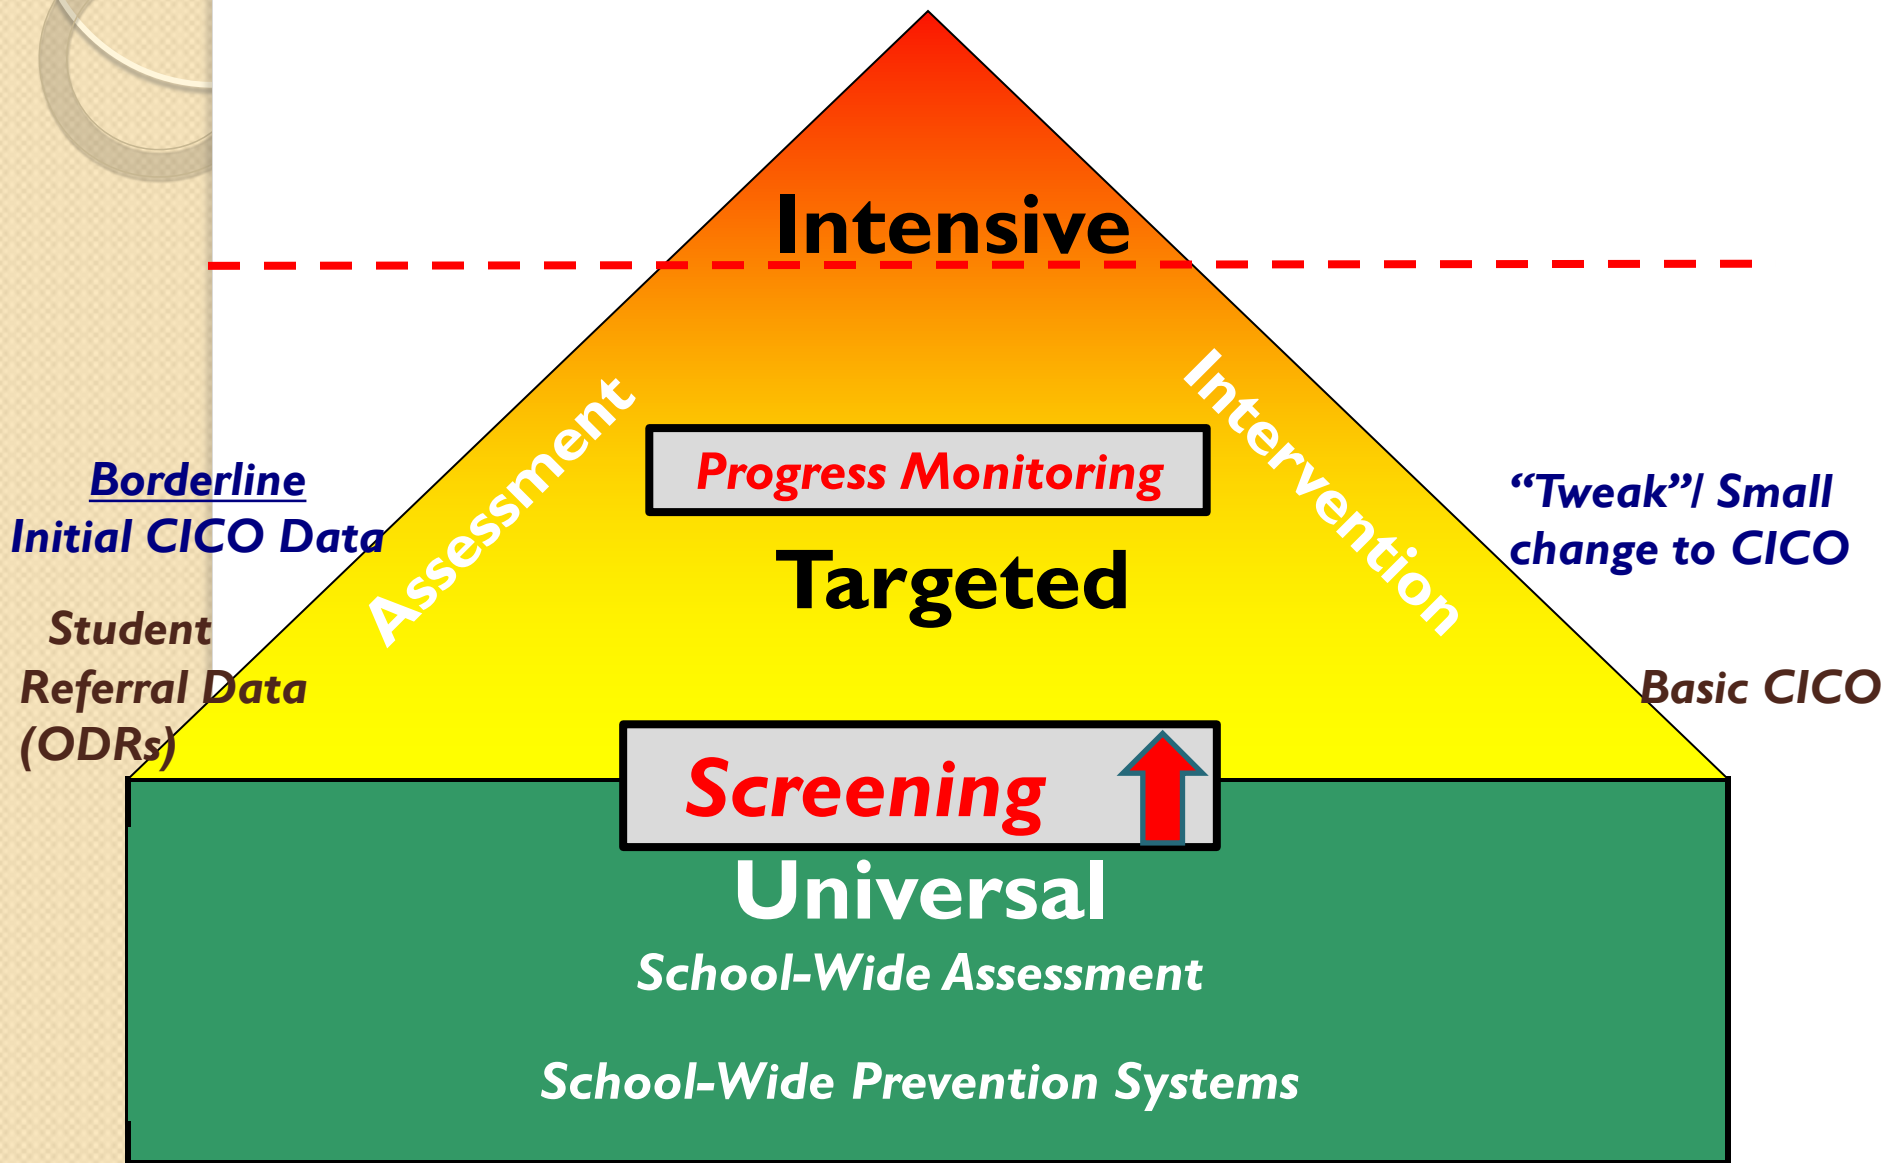 Intensive
Assessment
Intervention
Progress Monitoring
Borderline
Initial CICO Data
“Tweak”/ Small
change to CICO
Targeted
Student
Referral Data
(ODRs)
Basic CICO
Screening
Universal
School-Wide Assessment
School-Wide Prevention Systems